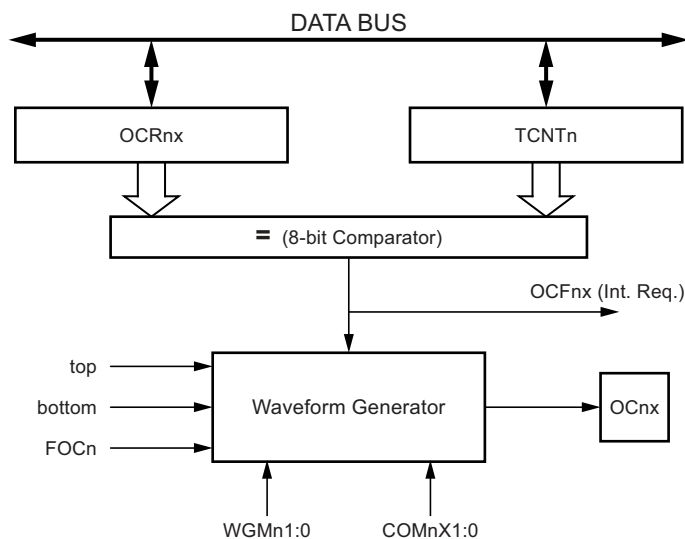 DATA BUS
OCRnx
TCNTn
= (8-bit Comparator)
OCFnx (Int. Req.)
top
bottom
FOCn
Waveform Generator
OCnx
WGMn1:0
COMnX1:0